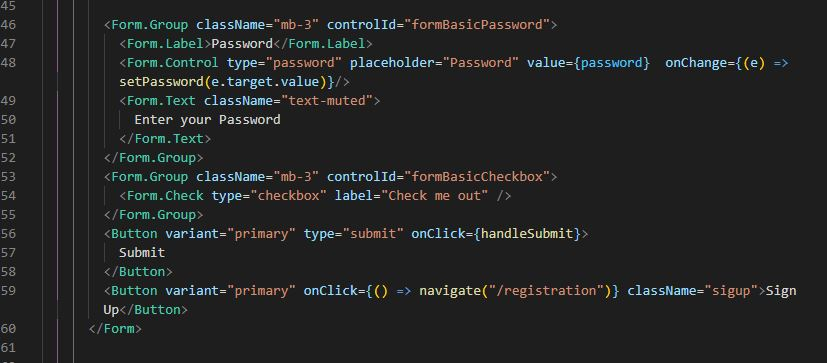 45
46 <Form.Group className="mb-3" controlId="formBasicPassword">
47 <Form.Label>Password</Form.Label>
48 <Form.Control type="password" placeholder="Password" value={password}  onChange={(e) =>
setPassword(e.target.value)}/>
49 <Form.Text className="text-muted">
50 Enter your Password
51 </Form.Text>
52 </Form.Group>
53 <Form.Group className="mb-3" controlId="formBasicCheckbox">
54 <Form.Check type="checkbox" label="Check me out" />
55 </Form.Group>
56 <Button variant="primary" type="submit" onClick={handleSubmit}>
57 Submit
58 </Button>
59 <Button variant="primary" onClick={() => navigate("/registration")} className="sigup">Sign
Up</Button>
60 </Form>
61